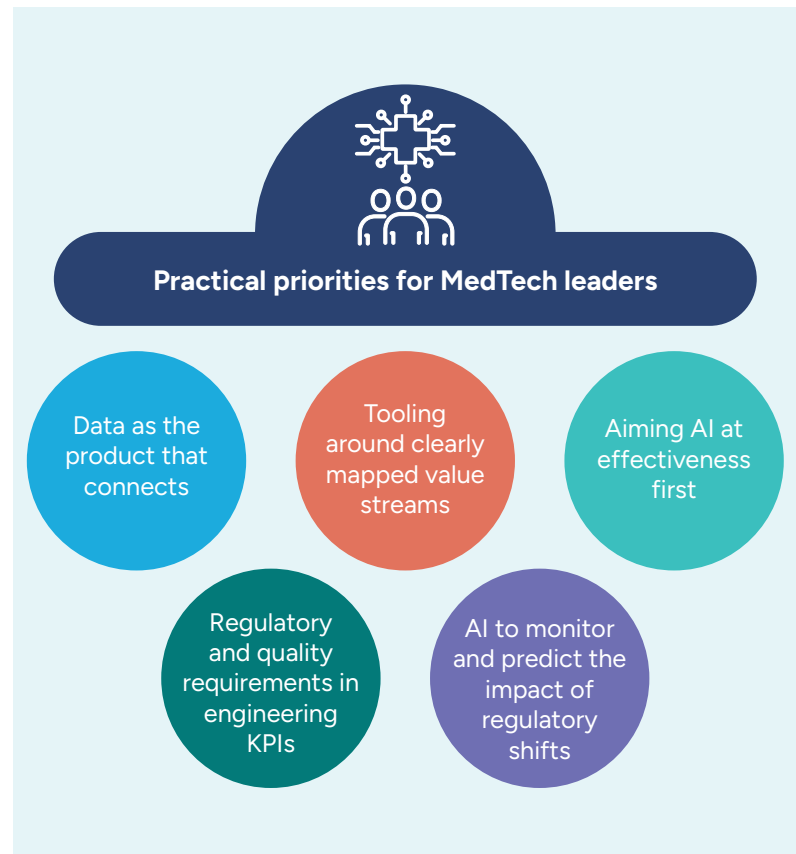 Practical priorities for MedTech leaders
Data as the
product that
connects
Tooling
around clearly
mapped value
streams
Aiming AI at
effectiveness
first
Regulatory
and quality
requirements in
engineering
KPIs
AI to monitor
and predict the
impact of
regulatory
shifts